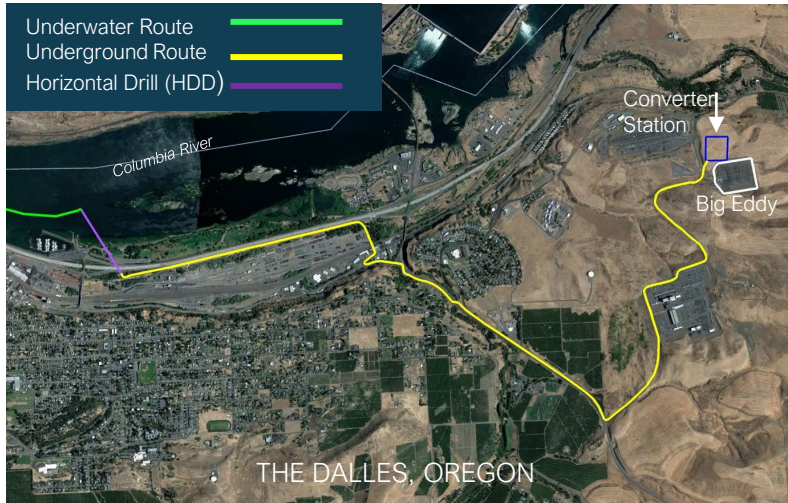 Underwater Route
Underground Route
Horizontal Drill (HDD)
Converter
Station
Columbia River
Big Eddy
THE DALLES, OREGON